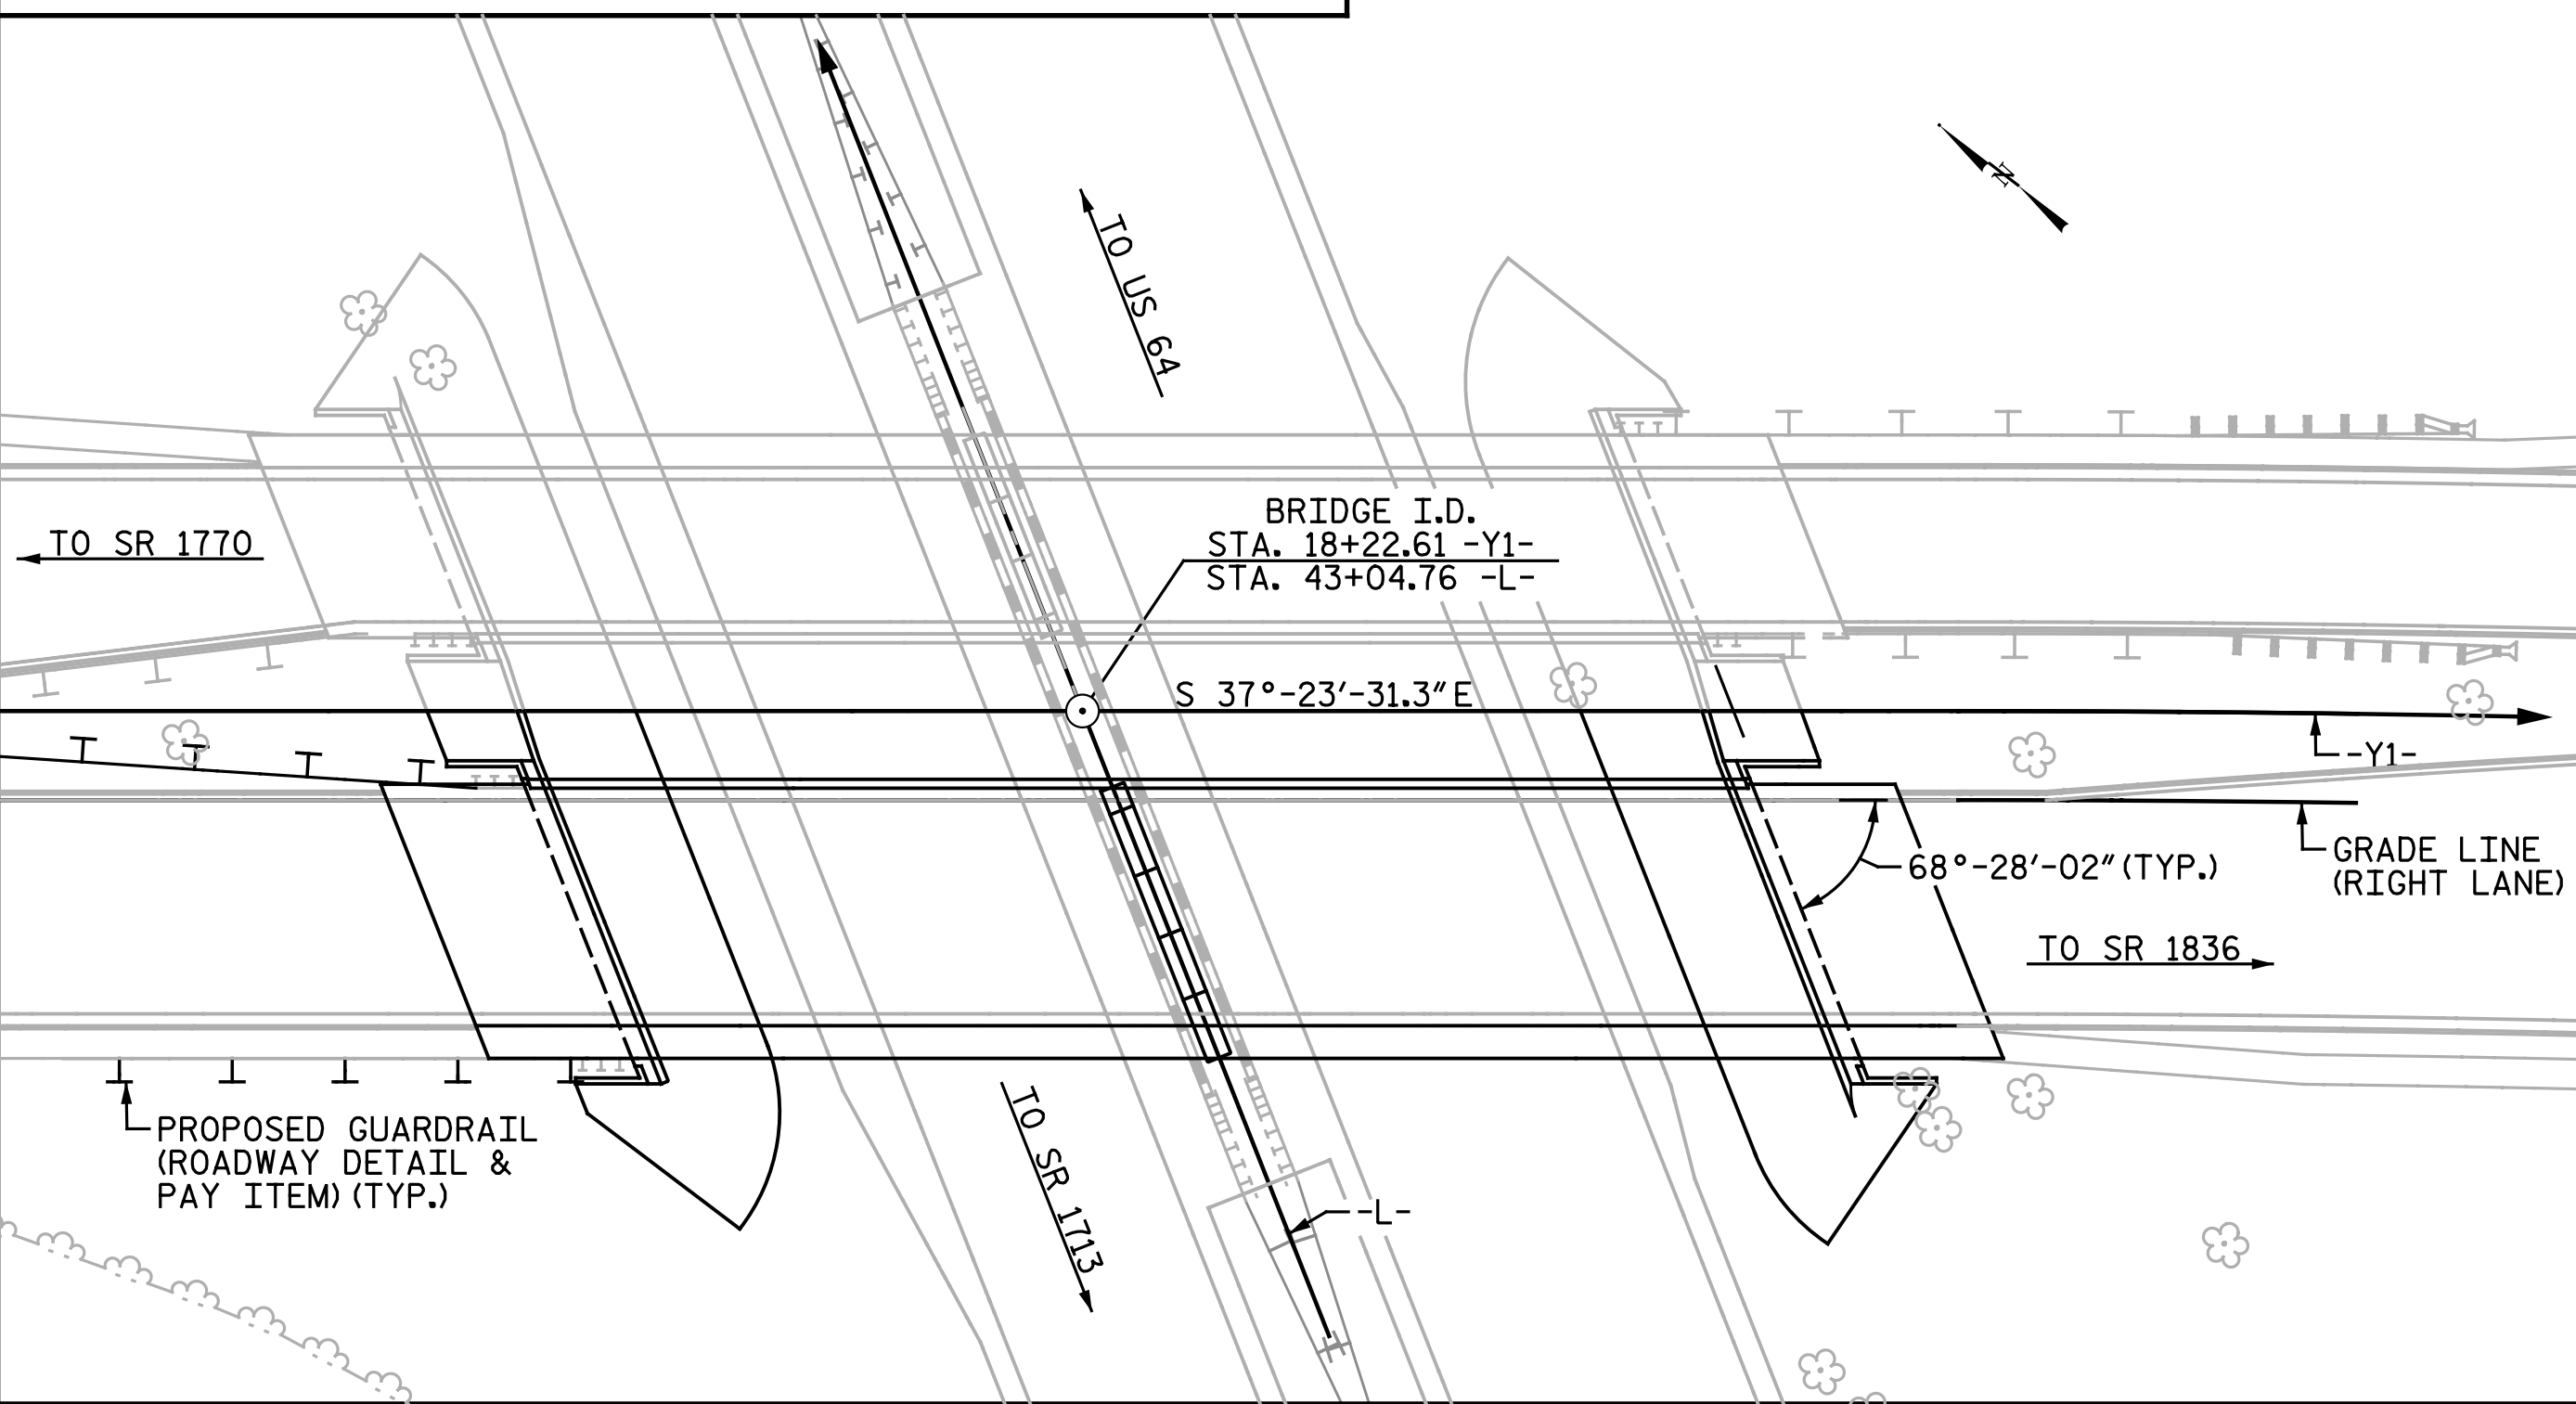 N
TO US 64
BRIDGE I.D.
STA. 18+22.61 -Y1-
STA. 43+04.76 -L-
TO SR 1770
S 37°-23′-31.3″E
-Y1-
GRADE LINE
(RIGHT LANE)
68°-28′-02″(TYP.)
TO SR 1836
PROPOSED GUARDRAIL
(ROADWAY DETAIL &
PAY ITEM)(TYP.)
TO SR 1713
-L-